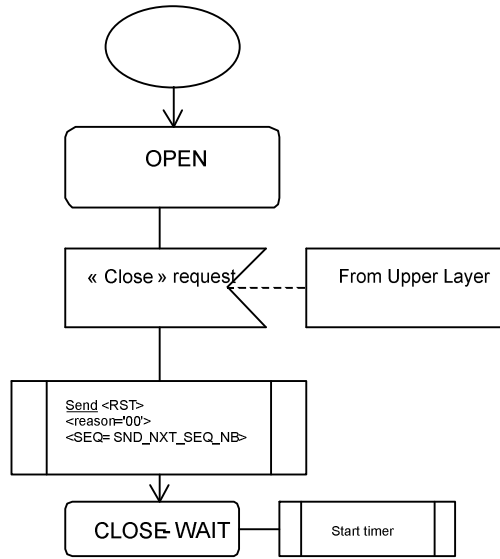 OPEN
« Close » request
From Upper Layer
Send <RST>
<reason='00'>
<SEQ= SND_NXT_SEQ_NB>
CLOSE-WAIT
Start timer